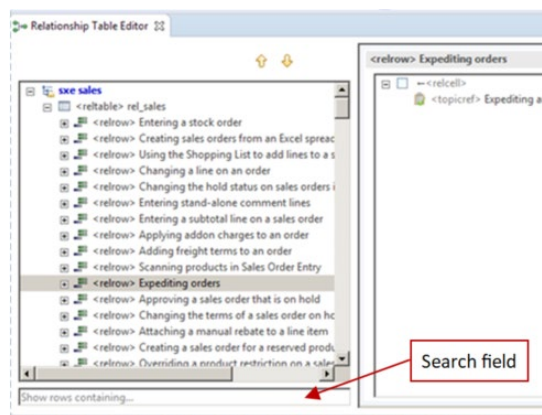 Relationship Table Editor
sxe sales
<reltable> rel_sales
<relrow> Entering a stock order
<relrow> Creating sales orders from an Excel spreac
<relrow> Using the Shopping List to add lines to a s
<relrow> Changing a line on an order
<relrow> Changing the hold status on sales orders i
<relrow> Entering stand-alone comment lines
<relrow> Entering a subtotal line on a sales order
<relrow> Applying addon charges to an order
<relrow> Adding freight terms to an order
<relrow> Scanning products in Sales Order Entry
<relrow> Expediting orders
<relrow> Approving a sales order that is on hold
<relrow> Changing the terms of a sales order on hc
<relrow> Attaching a manual rebate to a line item
<relrow> Creating a sales order for a reserved produ
<relrow> Overriding a product restriction on a sales
Show rows containing...
<relrow> Expediting orders
<relcell>
<topicref> Expediting a
Search field